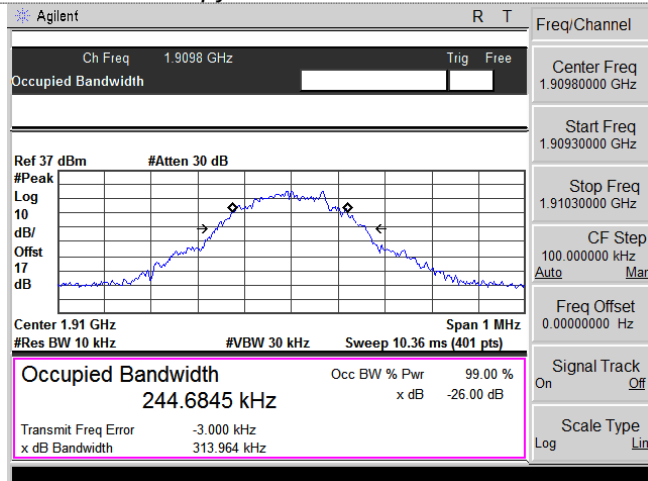 Agilent R T
Ch Freq 1.9098 GHz Trig Free
Occupied Bandwidth
Ref 37 dBm #Atten 30 dB
#Peak
Log
10
dB/
Offst
17
dB
Center 1.91 GHz Span 1 MHz
#Res BW 10 kHz #VBW 30 kHz Sweep 10.36 ms (401 pts)
Occupied Bandwidth Occ BW % Pwr 99.00 %
244.6845 kHz x dB -26.00 dB
Transmit Freq Error -3.000 kHz
x dB Bandwidth 313.964 kHz
Freq/Channel
Center Freq
1.90980000 GHz
Start Freq
1.90930000 GHz
Stop Freq
1.91030000 GHz
CF Step
100.000000 kHz
Auto Mar
Freq Offset
0.00000000 Hz
Signal Track
On Off
Scale Type
Log Lin